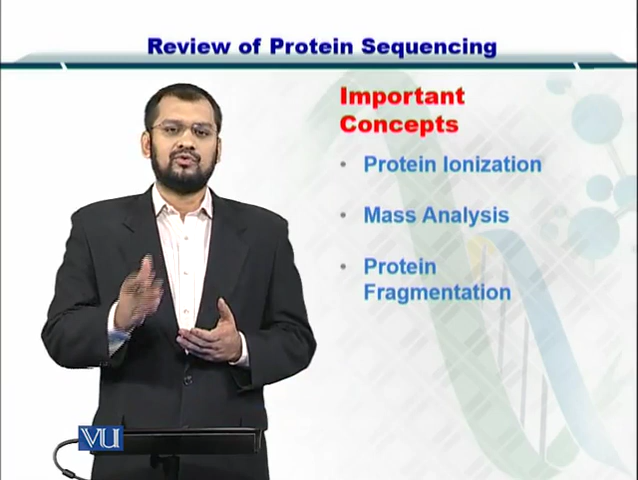 Review of Protein Sequencing
Important
Concepts
• Protein Ionization
• Mass Analysis
• Protein
Fragmentation
VU